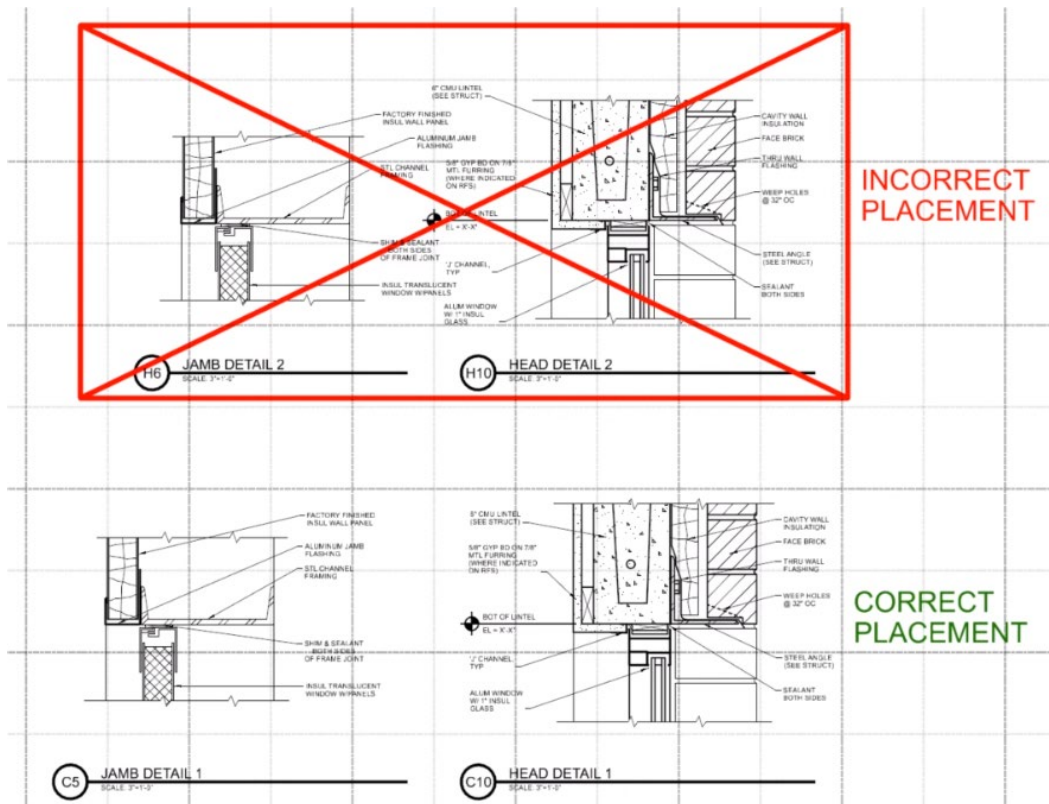 6" CMU LINTEL
(SEE STRUCT)
FACTORY FINISHED
INSUL WALL PANEL
CAVITY WALL
INSULATION
ALUMINUM JAMB
FLASHING
FACE BRICK
STL CHANNEL
FRAMING
5/8" GYP BD ON 7/8"
MTL FURRING
(WHERE INDICATED
ON RFS)
THRU WALL
FLASHING
INCORRECT
PLACEMENT
WEEP HOLES
@ 32" OC
BOT OF LINTEL
EL = X'-X"
SHIM & SEALANT
BOTH SIDES
OF FRAME JOINT
STEEL ANGLE
(SEE STRUCT)
'J' CHANNEL,
TYP
INSUL TRANSLUCENT
WINDOW W/PANELS
SEALANT
BOTH SIDES
ALUM WINDOW
W/ 1" INSUL
GLASS
H6
JAMB DETAIL 2
SCALE: 3"=1'-0"
H10
HEAD DETAIL 2
SCALE: 3"=1'-0"
FACTORY FINISHED
INSUL WALL PANEL
8" CMU LINTEL
(SEE STRUCT)
CAVITY WALL
INSULATION
ALUMINUM JAMB
FLASHING
5/8" GYP BD ON 7/8"
MTL FURRING
(WHERE INDICATED
ON RFS)
FACE BRICK
STL CHANNEL
FRAMING
THRU WALL
FLASHING
WEEP HOLES
@ 32" OC
CORRECT
PLACEMENT
BOT OF LINTEL
EL = X'-X"
SHIM & SEALANT
BOTH SIDES
OF FRAME JOINT
'J' CHANNEL,
TYP
STEEL ANGLE
(SEE STRUCT)
INSUL TRANSLUCENT
WINDOW W/PANELS
SEALANT
BOTH SIDES
ALUM WINDOW
W/ 1" INSUL
GLASS
C5
JAMB DETAIL 1
SCALE: 3"=1'-0"
C10
HEAD DETAIL 1
SCALE: 3"=1'-0"